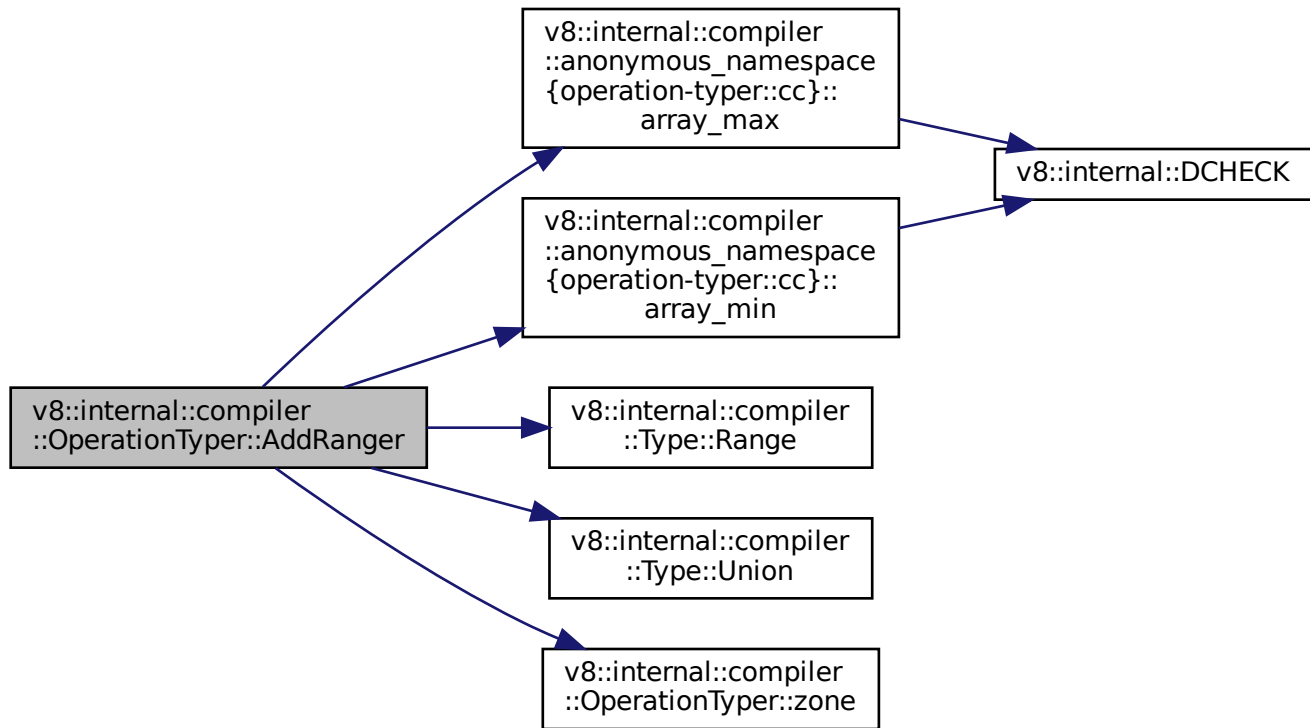 v8::internal::compiler
::anonymous_namespace
{operation-typer::cc}::
array_max
v8::internal::DCHECK
v8::internal::compiler
::anonymous_namespace
{operation-typer::cc}::
array_min
v8::internal::compiler
::OperationTyper::AddRanger
v8::internal::compiler
::Type::Range
v8::internal::compiler
::Type::Union
v8::internal::compiler
::OperationTyper::zone